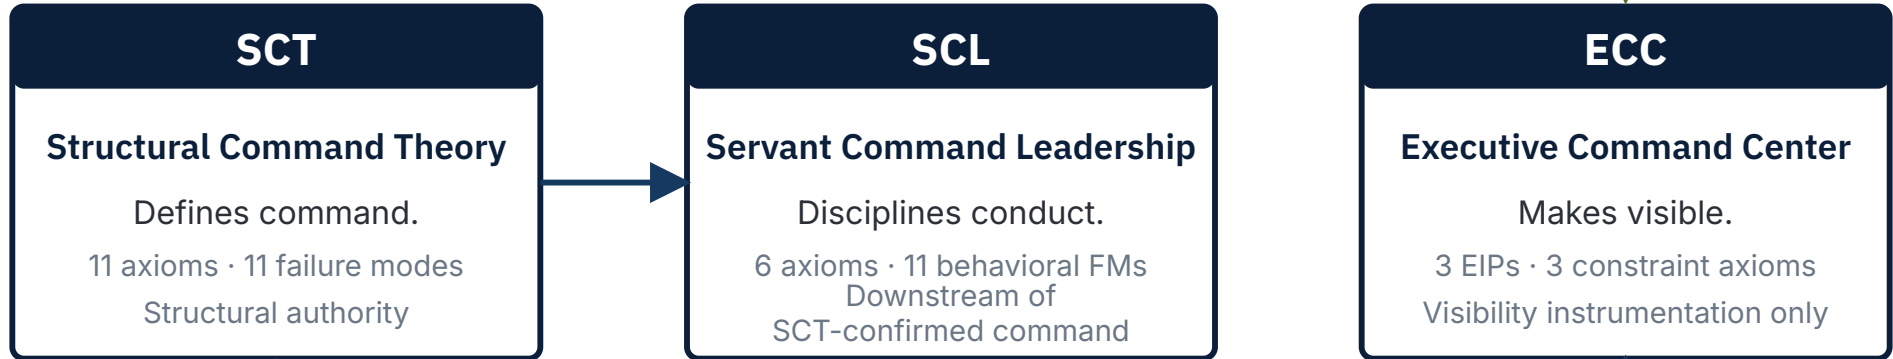 SCT
Structural Command Theory
Defines command.
11 axioms · 11 failure modes
Structural authority
SCL
Servant Command Leadership
Disciplines conduct.
6 axioms · 11 behavioral FMs
Downstream of
SCT-confirmed command
ECC
Executive Command Center
Makes visible.
3 EIPs · 3 constraint axioms
Visibility instrumentation only